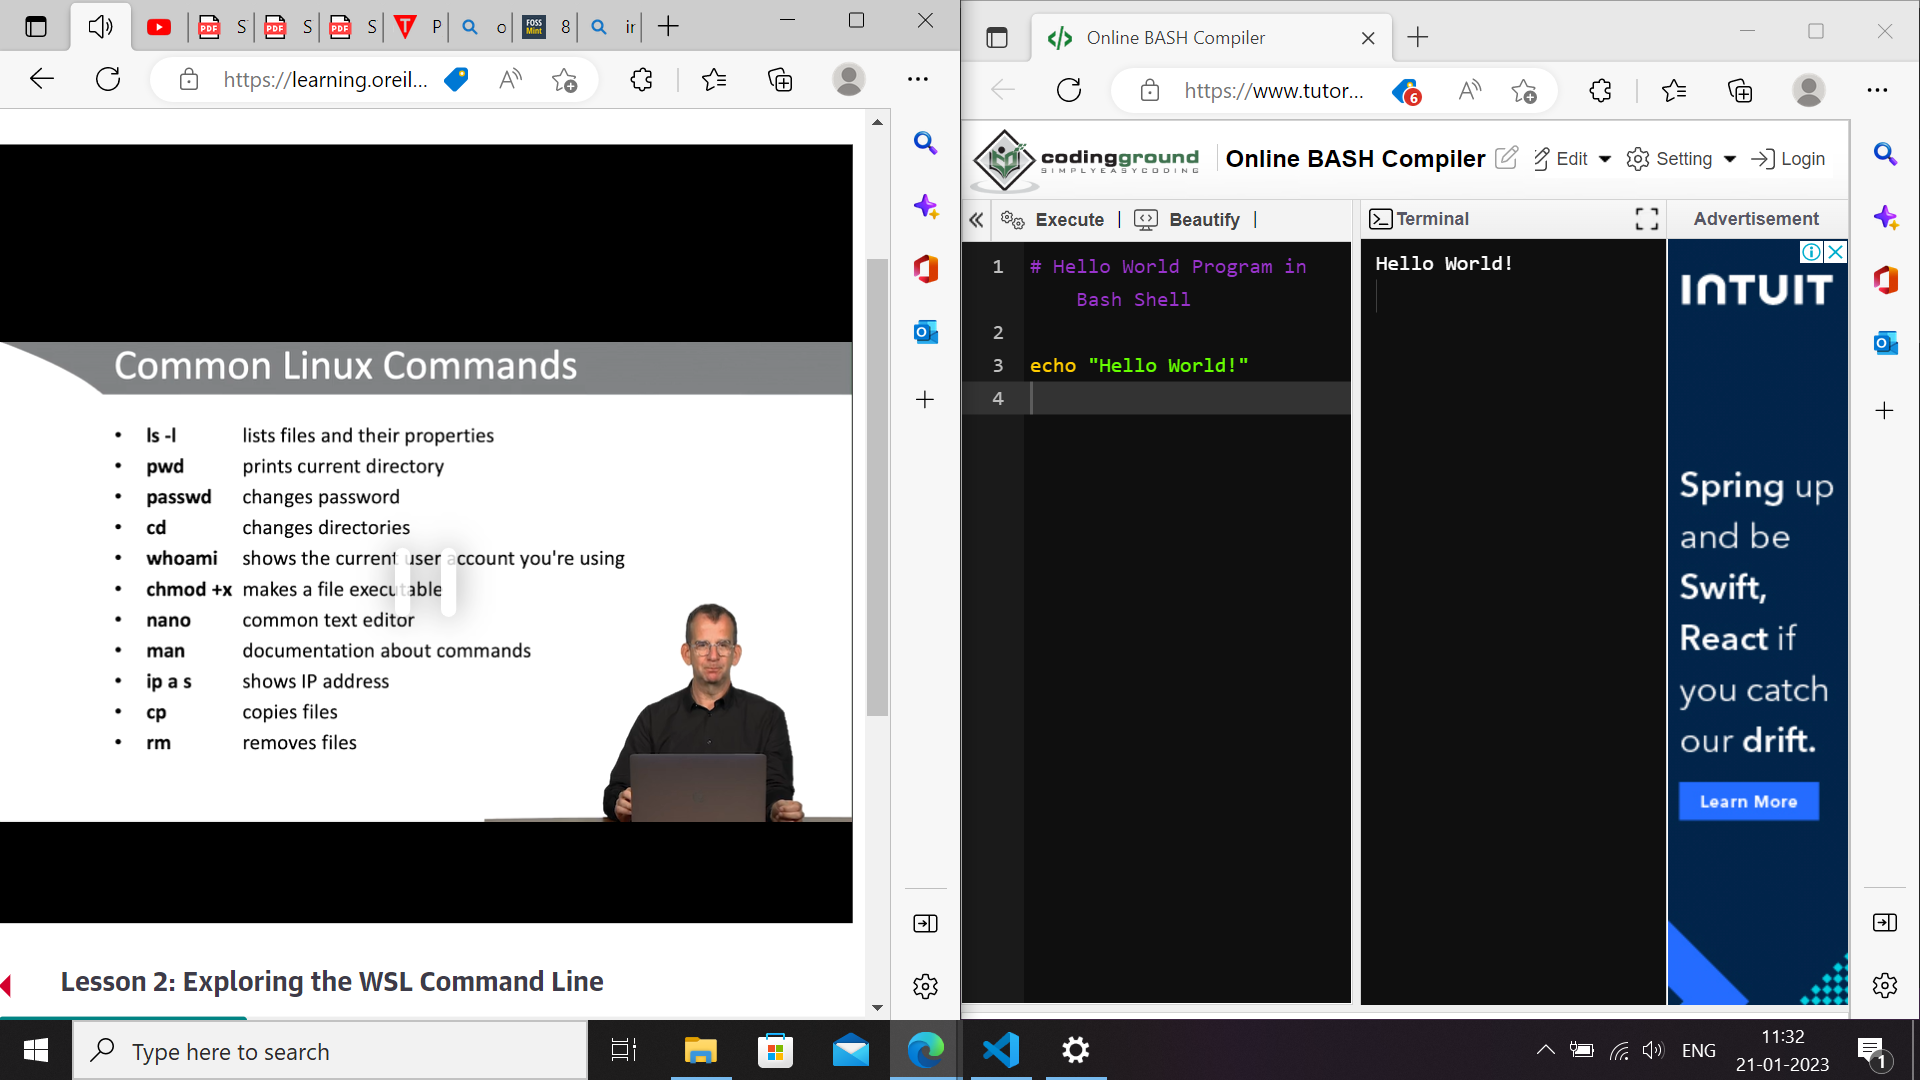 S
S
S
P
o
FOSS
Mint
8
ir
https://learning.oreil...
Common Linux Commands
• ls -l lists files and their properties
• pwd prints current directory
• passwd changes password
• cd changes directories
• whoami shows the current user account you're using
• chmod +x makes a file executable
• nano common text editor
• man documentation about commands
• ip a s shows IP address
• cp copies files
• rm removes files
Lesson 2: Exploring the WSL Command Line
Online BASH Compiler
https://www.tutor...
6
codingground
SIMPLYEASYCODING
Online BASH Compiler
Edit
Setting
Login
Execute | Beautify |
Terminal
Advertisement
1 # Hello World Program in
Bash Shell
2
3 echo "Hello World!"
4
Hello World!
INTUIT
Spring up
and be
Swift,
React if
you catch
our drift.
Learn More
Type here to search
ENG
11:32
21-01-2023
1